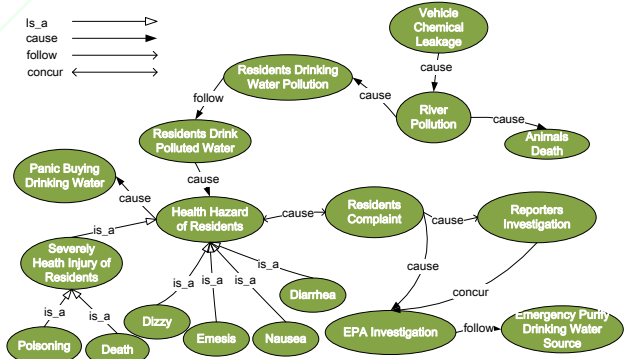 Is_a
cause
follow
concur
Vehicle
Chemical
Leakage
cause
Residents Drinking
Water Pollution
cause
River
Pollution
cause
Animals
Death
follow
Residents Drink
Polluted Water
cause
Panic Buying
Drinking Water
cause
Health Hazard
of Residents
cause
Residents
Complaint
cause
Reporters
Investigation
is_a
Severely
Heath Injury of
Residents
is_a
is_a
is_a
is_a
is_a
is_a
cause
concur
Diarrhea
Dizzy
Emesis
Nausea
Poisoning
Death
EPA Investigation
follow
Emergency Purify
Drinking Water
Source